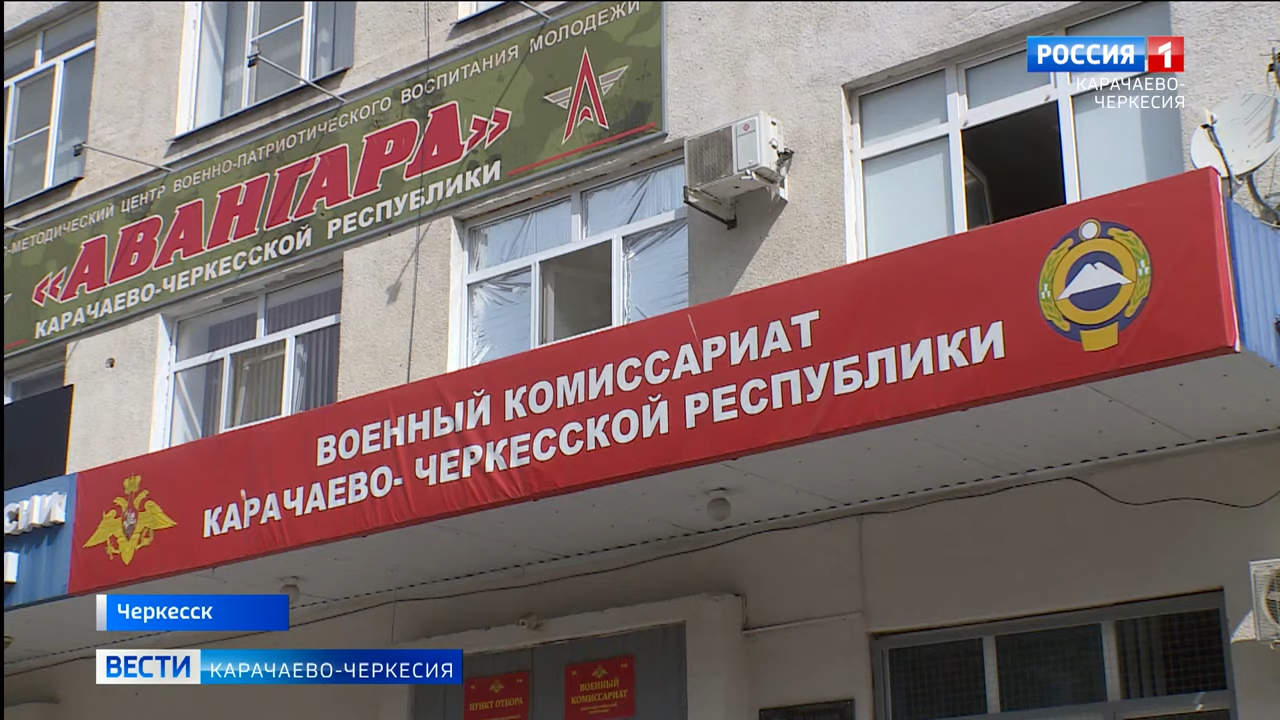 РОССИЯ 1
КАРАЧАЕВО-
ЧЕРКЕСИЯ
-МЕТОДИЧЕСКИЙ ЦЕНТР ВОЕННО-ПАТРИОТИЧЕСКОГО ВОСПИТАНИЯ МОЛОДЕЖИ
«АВАНГАРД»
КАРАЧАЕВО-ЧЕРКЕССКОЙ РЕСПУБЛИКИ
ВОЕННЫЙ КОМИССАРИАТ
КАРАЧАЕВО- ЧЕРКЕССКОЙ РЕСПУБЛИКИ
Черкесск
ВЕСТИ КАРАЧАЕВО-ЧЕРКЕСИЯ
ПУНКТ ОТБОРА
ВОЕННЫЙ
КОМИССАРИАТ